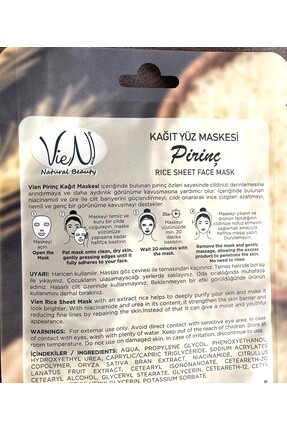 VieN
Natural Beauty
KAĞIT YÜZ MASKESİ
Pirinç
RICE SHEET FACE MASK
Vien Pirinç Kağıt Maskesi içeriğinde bulunan pirinç özleri sayesinde cildinizi derinlemesine
arındırmaya ve daha aydınlık görünüme kavuşmasına yardımcı olur. İçeriğinde bulunan
niacinamid ve üre ile cilt bariyerini güçlendirmeyi, cildi onararak ince çizgileri azaltmayı,
nemli ve genç bir görünüme kavuşmayı destekler.
Maskeyi
açın.
Open the
Mask
Maskeyi temiz ve
kuru bir cilde
uygulayın, maske
yüzünüze
yapışana kadar
hafifçe bastırın.
Pat mask onto clean, dry skin,
gently pressing edges until it
fully adheres to your face.
20
Maskeyi
yüzünüzde
20 dakika
bekletin.
Wait 20 minutes with
the mask.
Maskeyi çıkarın ve
Remove the mask and gently
massage, allowing the excess
product to penetrate the skin.
No need to rinse.
UYARI: Haricen kullanılır. Hassas göz çevresi ile temasından kaçının. Temas halinde bol su
ile yıkayınız. Çocukların ulaşamayacağı yerlerde saklayınız. Oda sıcaklığında muhafaza
ediniz. Hasarlı cilt üzerinde kullanmayınız. Beklenmeyen bir etki görüldüğünde
kullanımını derhal bırakınız.
Vien Rice Sheet Mask with an extract rice helps to deeply purify your skin and make it
look brighter. With niacinamide and urea in its content, it strengthen the skin barrier and
reducing fine lines by repairing the skin.Instead of that it can give a moist and youthful
appearance.
WARNINGS: For external use only. Avoid direct contact with sensitive eye area. In case
of contact with eyes, wash with plenty of water. Keep out of the reach of children. Store at
room temperature. Do not use on damaged skin. In case of irritation, discontinue to use.
İÇİNDEKİLER / INGREDIENTS: AQUA, PROPYLENE GLYCOL, PHENOXYETHANOL,
HYDROXYETHYL UREA, CAPRYLIC/CAPRIC TRIGLYCERIDE, SODIUM ACRYLATES
COPOLYMER, ORYZA SATIVA BRAN EXTRACT, NIACINAMIDE, CITRULLUS
LANATUS FRUIT EXTRACT, CETEARYL ISONONANOATE, CETEARETH-20,
CETEARYL ALCOHOL, GLYCERYL STEARATE, GLYCERIN, CETEARETH-12, CETYL
GLYCERIN, POTASSIUM SORBATE